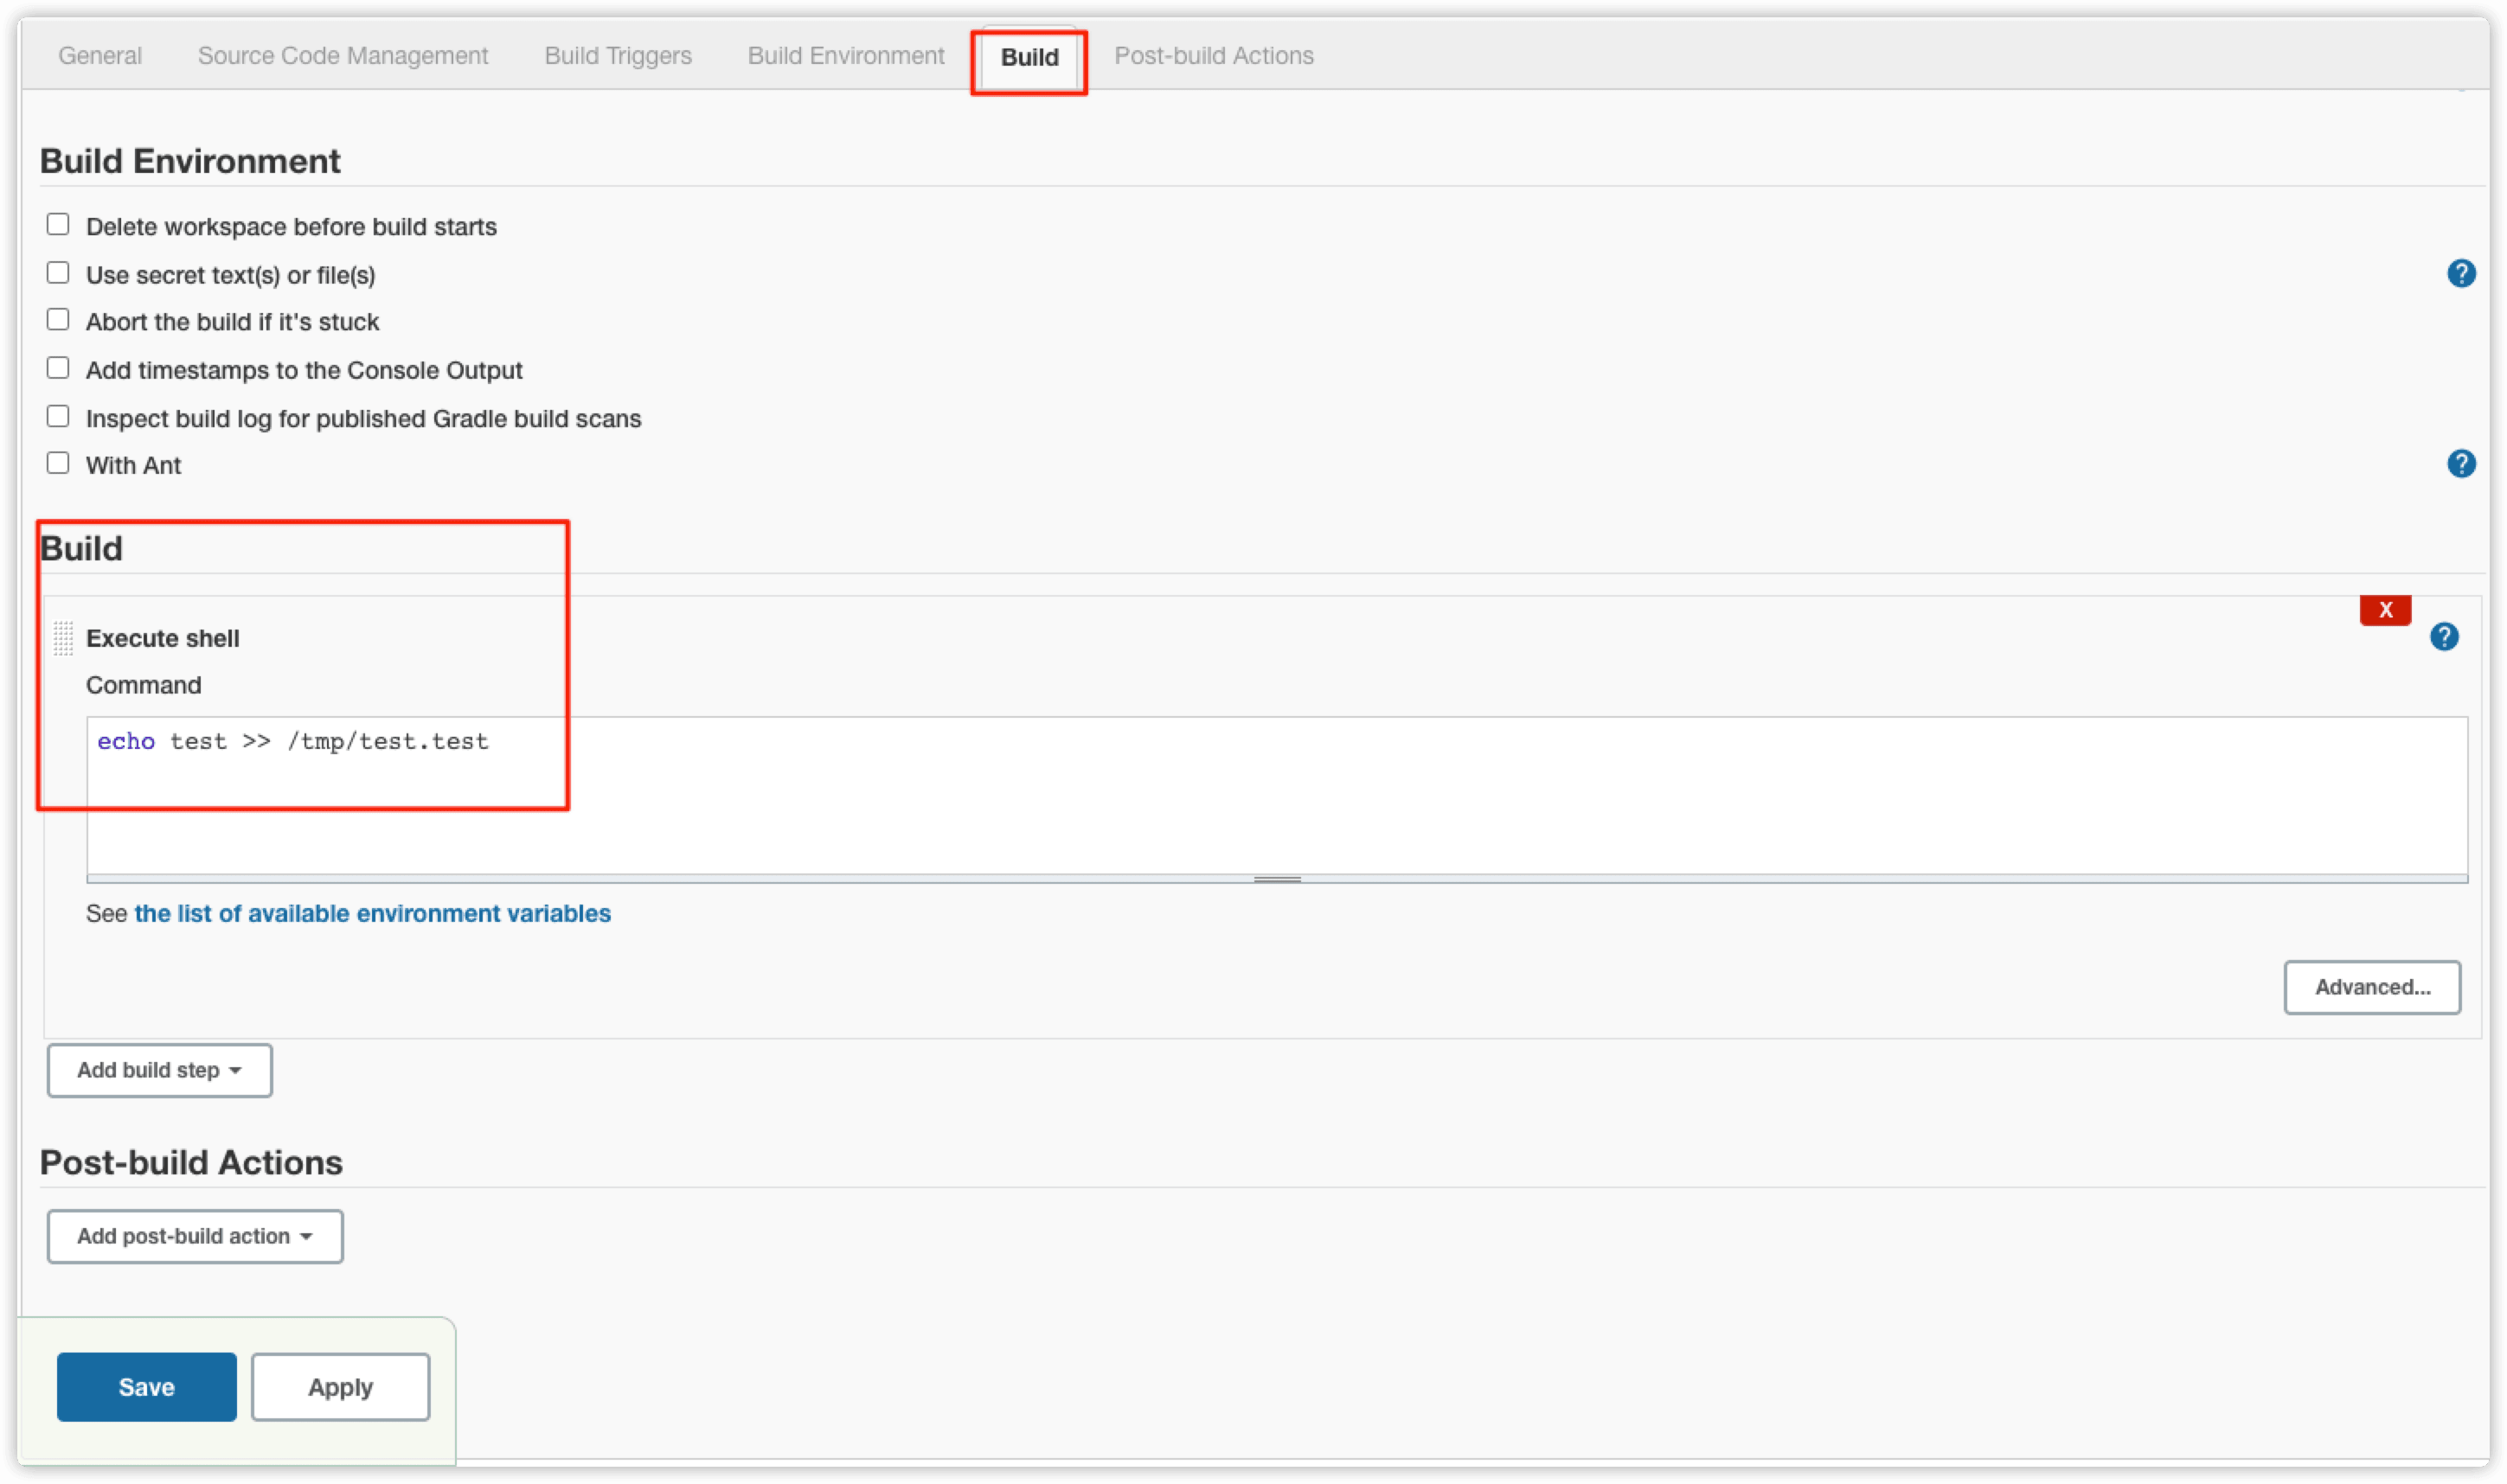 General Source Code Management Build Triggers Build Environment Build Post-build Actions
Build Environment
Delete workspace before build starts
Use secret text(s) or file(s)
?
Abort the build if it's stuck
Add timestamps to the Console Output
Inspect build log for published Gradle build scans
With Ant
?
Build
X
Execute shell
?
Command
echo test >> /tmp/test.test
See the list of available environment variables
Advanced...
Add build step
Post-build Actions
Add post-build action
Save Apply